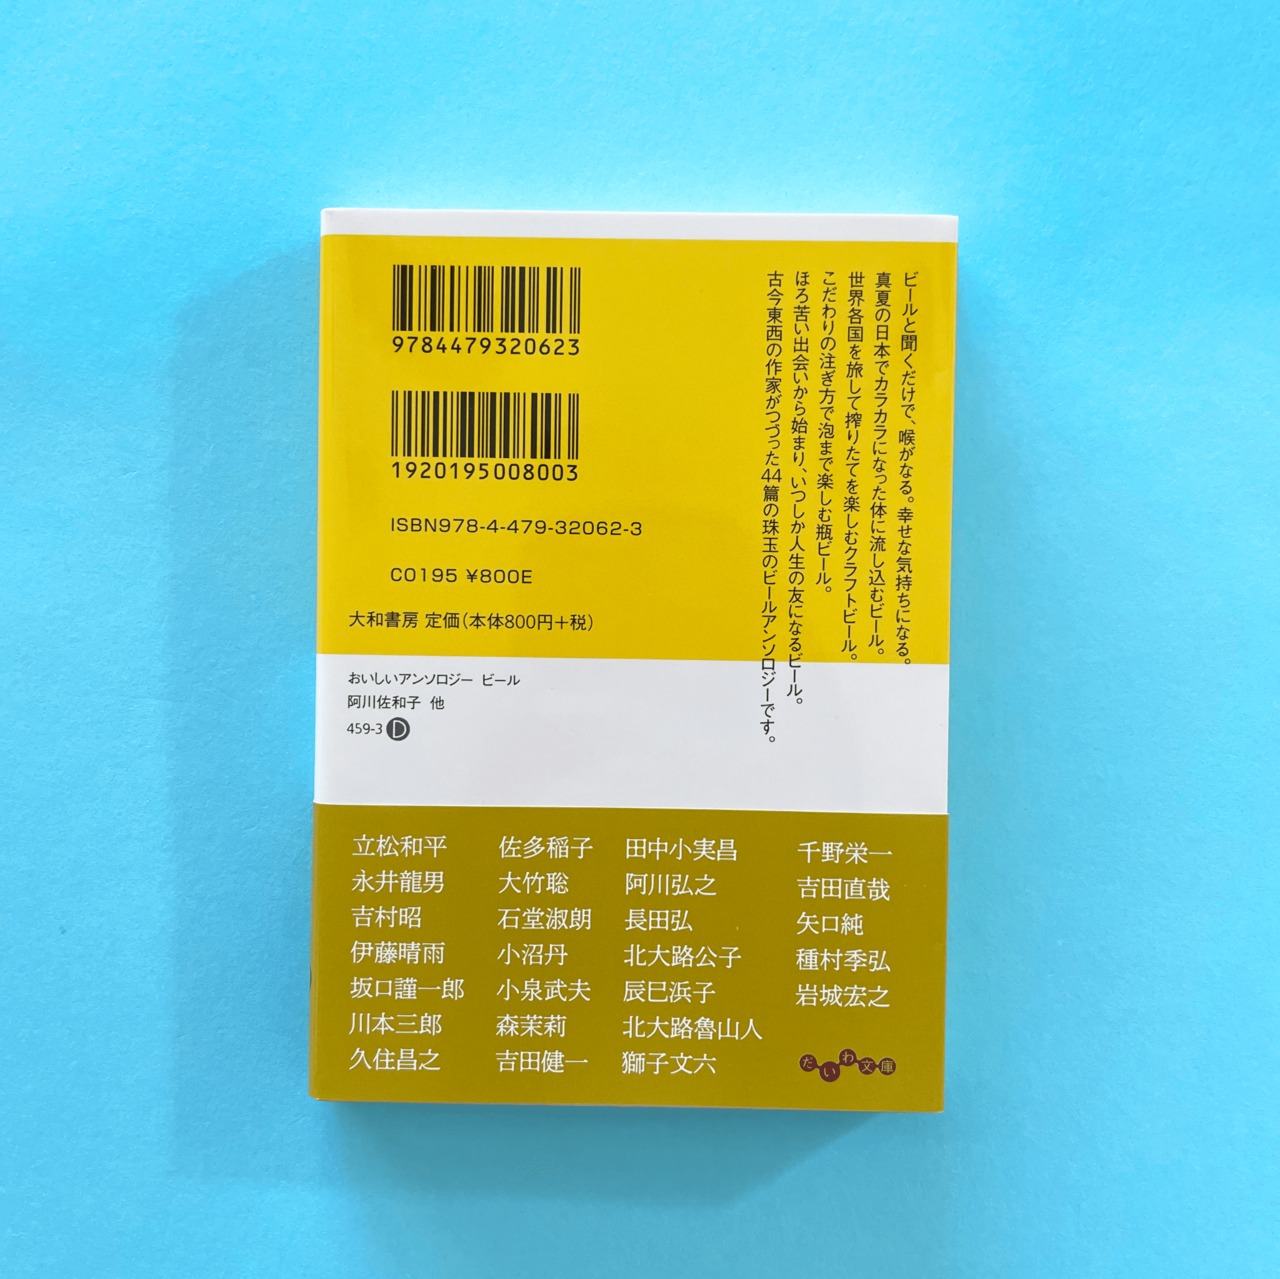 9784479320623
1920195008003
ISBN978-4-479-32062-3
C0195 ¥800E
大和書房 定価(本体800円+税)
ビールと聞くだけで、喉がなる。幸せな気持ちになる。
真夏の日本でカラカラになった体に流し込むビール。
世界各国を旅して搾りたてを楽しむクラフトビール。
こだわりの注ぎ方で泡まで楽しむ瓶ビール。
ほろ苦い出会いから始まり、いつしか人生の友になるビール。
古今東西の作家がつづった44篇の珠玉のビールアンソロジーです。
おいしいアンソロジー ビール
阿川佐和子 他
459-3 D
立松和平
永井龍男
吉村昭
伊藤晴雨
坂口謹一郎
川本三郎
久住昌之
佐多稲子
大竹聡
石堂淑朗
小沼丹
小泉武夫
森茉莉
吉田健一
田中小実昌
阿川弘之
長田弘
北大路公子
辰巳浜子
北大路魯山人
獅子文六
千野栄一
吉田直哉
矢口純
種村季弘
岩城宏之
だいわ文庫